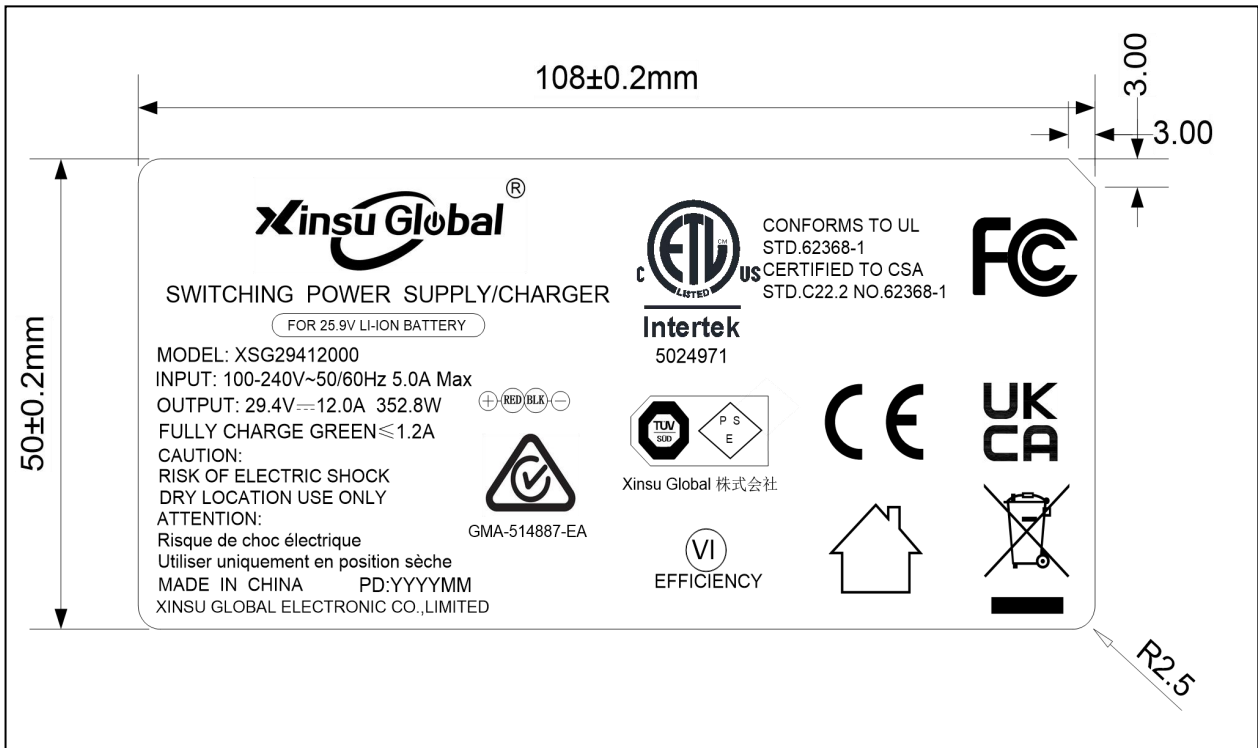 108±0.2mm
3.00
3.00
50±0.2mm
Xinsu Global®
SWITCHING POWER SUPPLY/CHARGER
FOR 25.9V LI-ION BATTERY
MODEL: XSG29412000
INPUT: 100-240V~50/60Hz 5.0A Max
OUTPUT: 29.4V⎓12.0A 352.8W
FULLY CHARGE GREEN≤1.2A
CAUTION:
RISK OF ELECTRIC SHOCK
DRY LOCATION USE ONLY
ATTENTION:
Risque de choc électrique
Utiliser uniquement en position sèche
MADE IN CHINA PD:YYYYMM
XINSU GLOBAL ELECTRONIC CO.,LIMITED
+ RED BLK −
GMA-514887-EA
ETL CM
C US
LISTED
Intertek
5024971
CONFORMS TO UL
STD.62368-1
CERTIFIED TO CSA
STD.C22.2 NO.62368-1
FC
TUV
SUD
P S
E
Xinsu Global 株式会社
VI
EFFICIENCY
CE
UK
CA
R2.5